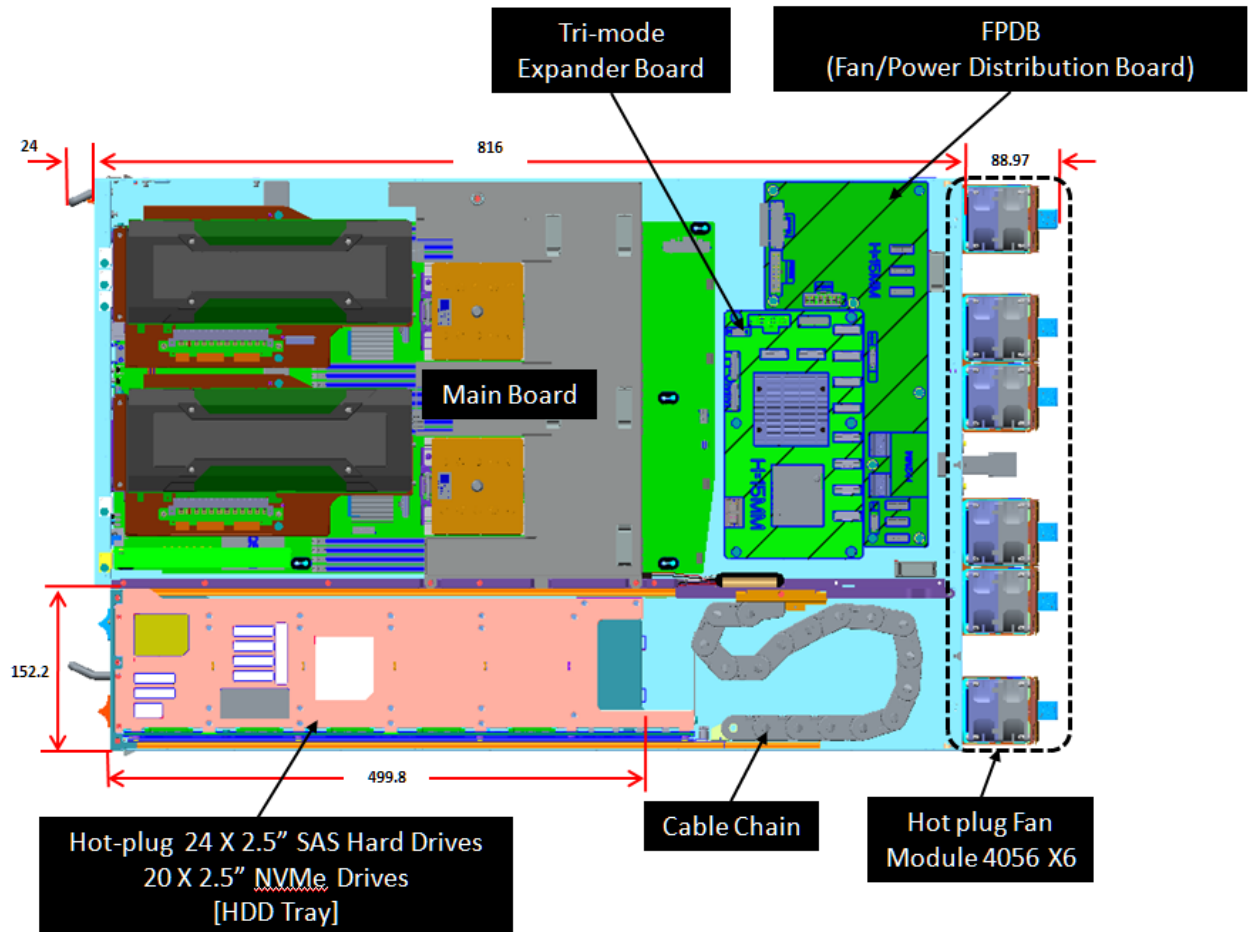 Tri-mode
Expander Board
FPDB
(Fan/Power Distribution Board)
24
816
88.97
H=15MM
Main Board
H=15MM
152.2
499.8
Hot-plug 24 X 2.5” SAS Hard Drives
20 X 2.5” NVMe Drives
[HDD Tray]
Cable Chain
Hot plug Fan
Module 4056 X6